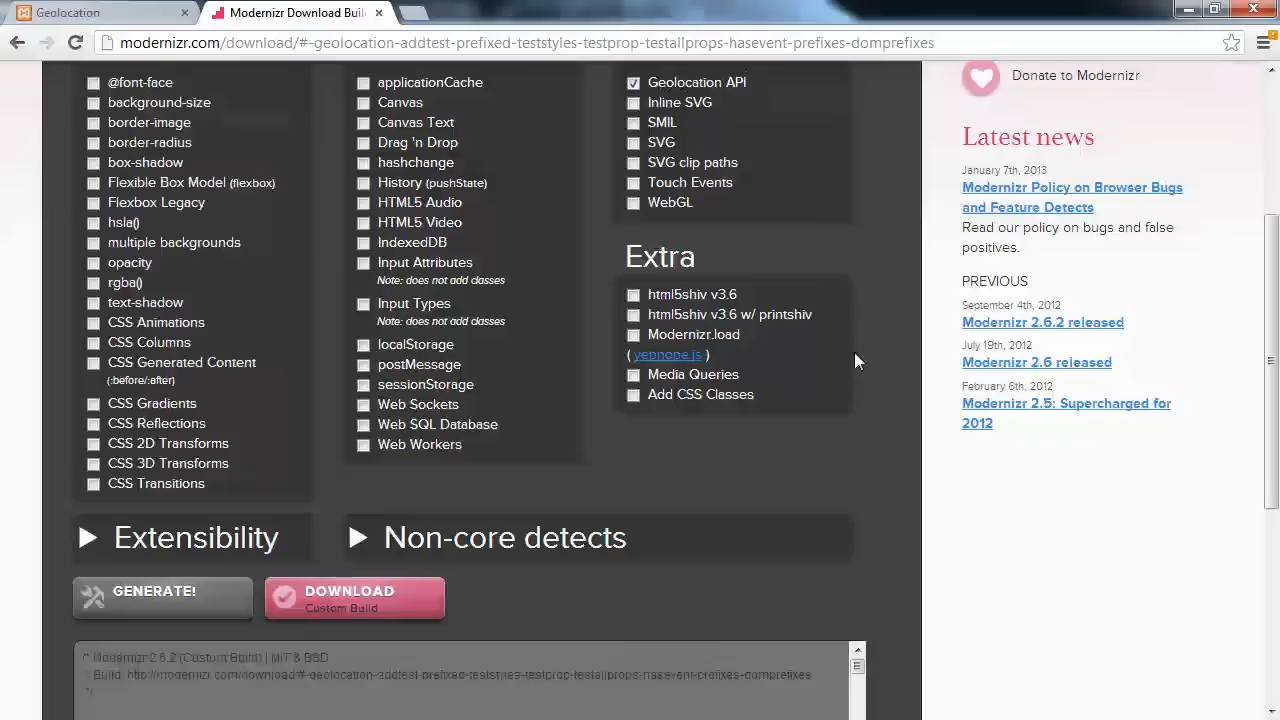 Geolocation
Modernizr Download Buil
modernizr.com/download/#-geolocation-addtest-prefixed-teststyles-testprop-testallprops-hasevent-prefixes-domprefixes
@font-face
background-size
border-image
border-radius
box-shadow
Flexible Box Model (flexbox)
Flexbox Legacy
hsla()
multiple backgrounds
opacity
rgba()
text-shadow
CSS Animations
CSS Columns
CSS Generated Content
(:before/:after)
CSS Gradients
CSS Reflections
CSS 2D Transforms
CSS 3D Transforms
CSS Transitions
applicationCache
Canvas
Canvas Text
Drag 'n Drop
hashchange
History (pushState)
HTML5 Audio
HTML5 Video
IndexedDB
Input Attributes
Note: does not add classes
Input Types
Note: does not add classes
localStorage
postMessage
sessionStorage
Web Sockets
Web SQL Database
Web Workers
Geolocation API
Inline SVG
SMIL
SVG
SVG clip paths
Touch Events
WebGL
Extra
html5shiv v3.6
html5shiv v3.6 w/ printshiv
Modernizr.load
( yepnope.js )
Media Queries
Add CSS Classes
Extensibility
Non-core detects
GENERATE!
DOWNLOAD
Custom Build
/* Modernizr 2.6.2 (Custom Build) | MIT & BSD
* Build: http://modernizr.com/download/#-geolocation-addtest-prefixed-teststyles-testprop-testallprops-hasevent-prefixes-domprefixes
*/
Donate to Modernizr
Latest news
January 7th, 2013
Modernizr Policy on Browser Bugs
and Feature Detects
Read our policy on bugs and false
positives.
PREVIOUS
September 4th, 2012
Modernizr 2.6.2 released
July 19th, 2012
Modernizr 2.6 released
February 6th, 2012
Modernizr 2.5: Supercharged for
2012